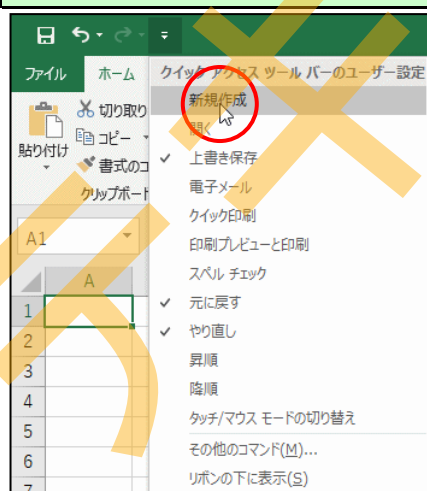 ファイル ホーム
クイック アクセス ツール バーのユーザー設定
新規作成
開く
上書き保存
電子メール
クイック印刷
印刷プレビューと印刷
スペル チェック
元に戻す
やり直し
昇順
降順
タッチ/マウス モードの切り替え
その他のコマンド(M)...
リボンの下に表示(S)
切り取り
コピー
書式のコ
貼り付け
クリップボード
A1
A
1
2
3
4
5
6
7